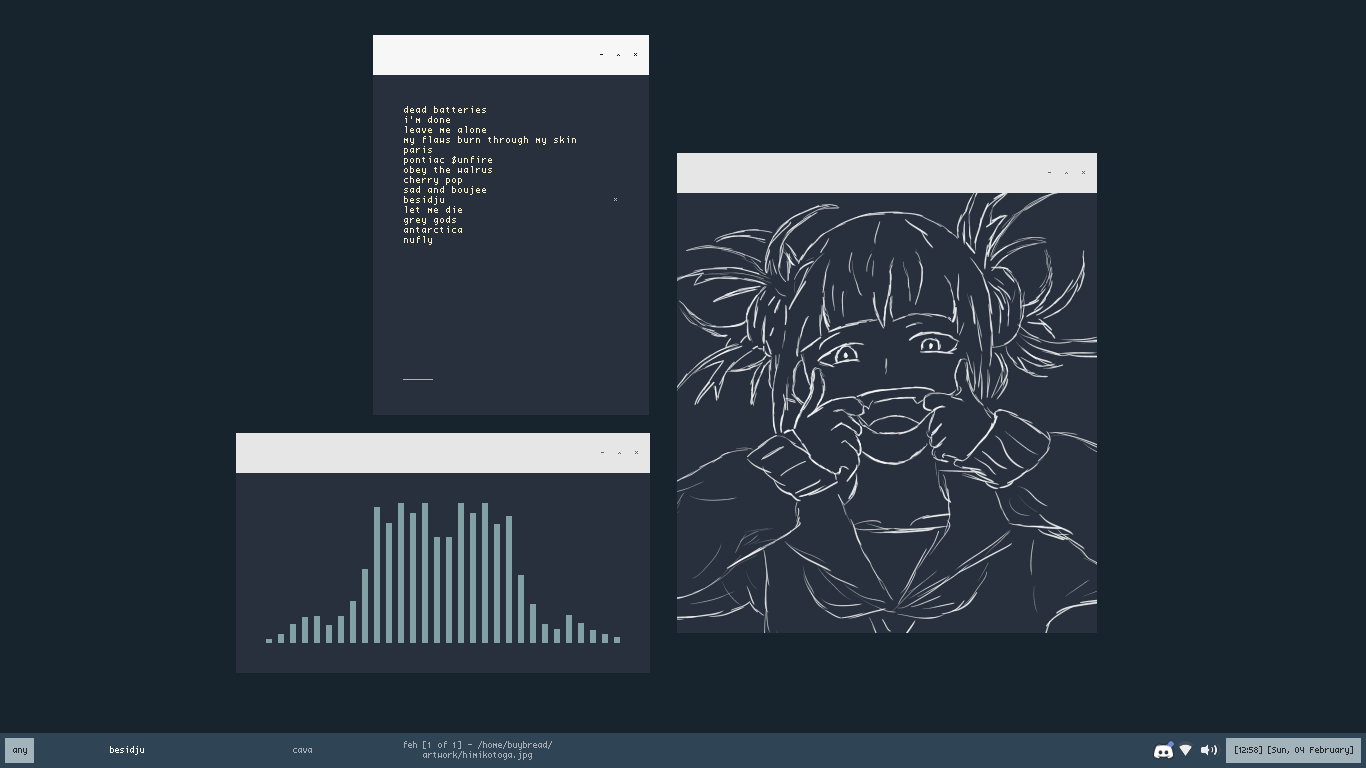 dead batteries
i'm done
leave me alone
my flaws burn through my skin
paris
pontiac $unfire
obey the walrus
cherry pop
sad and boujee
besidju x
let me die
grey gods
antarctica
nufly
any
besidju
cava
feh [1 of 1] - /home/buybread/
artwork/himikotoga.jpg
[12:58] [Sun, 04 February]